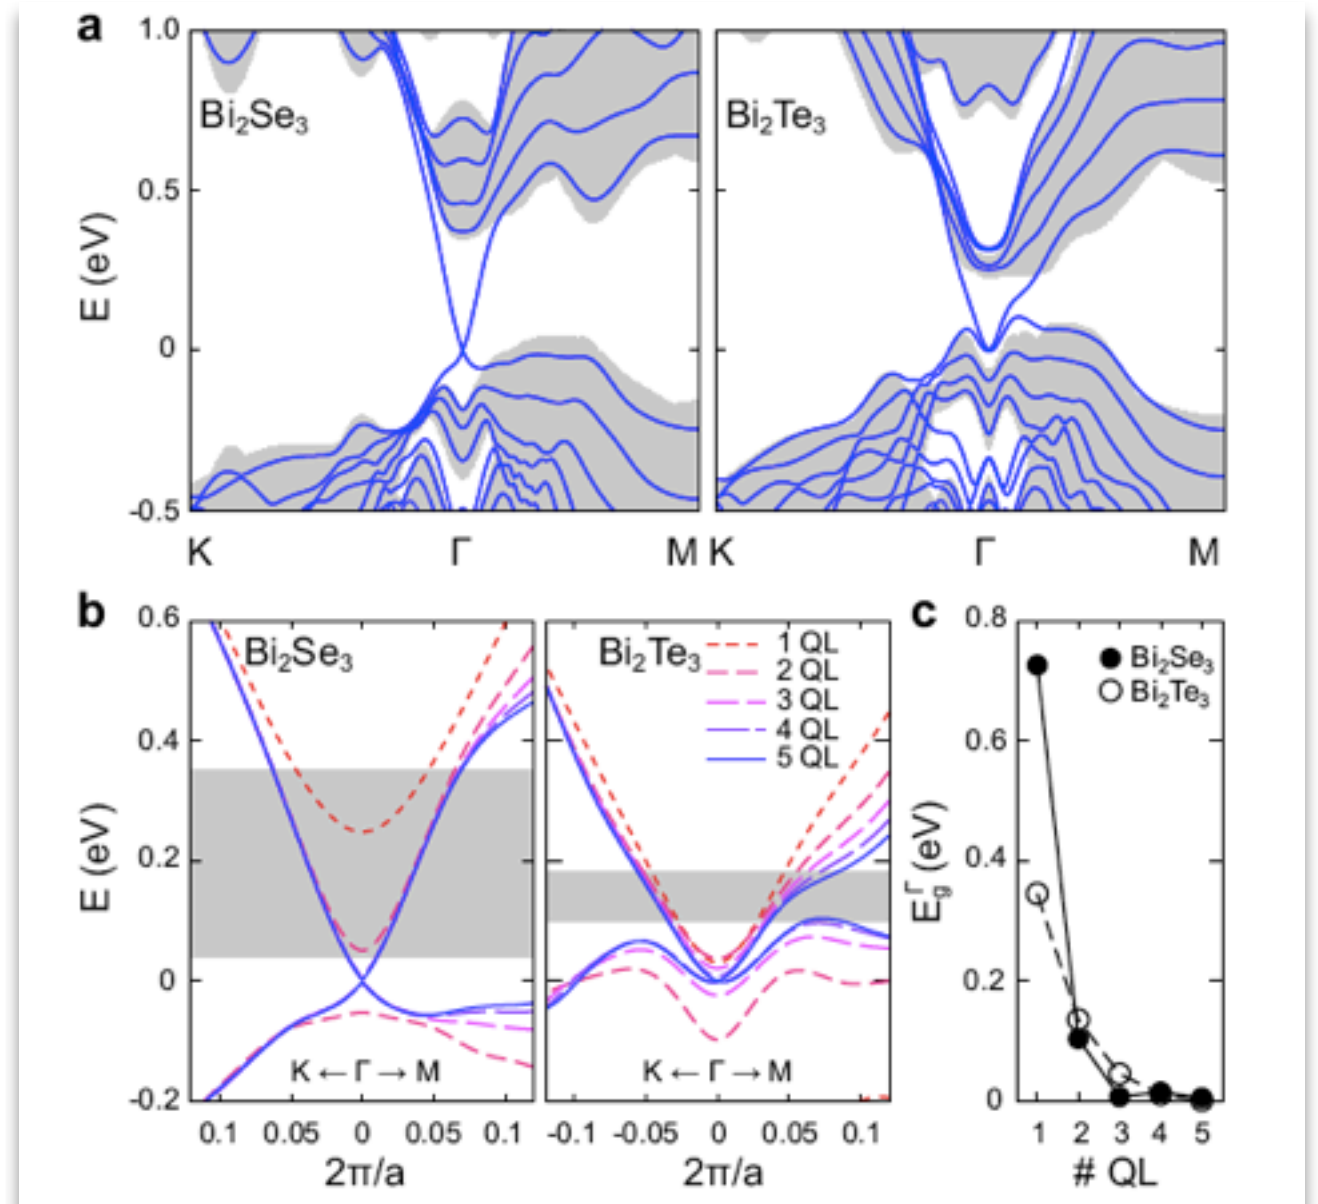 a
1.0
0.5
0
-0.5
E (eV)
Bi₂Se₃
Bi₂Te₃
K
Γ
M
K
Γ
M
b
0.6
0.4
0.2
0
-0.2
E (eV)
Bi₂Se₃
K ← Γ → M
0.1
0.05
0
0.05
0.1
2π/a
Bi₂Te₃
1 QL
2 QL
3 QL
4 QL
5 QL
K ← Γ → M
-0.1
-0.05
0
0.05
0.1
2π/a
c
0.8
0.6
0.4
0.2
0
E_g^Γ (eV)
Bi₂Se₃
Bi₂Te₃
1
2
3
4
5
# QL